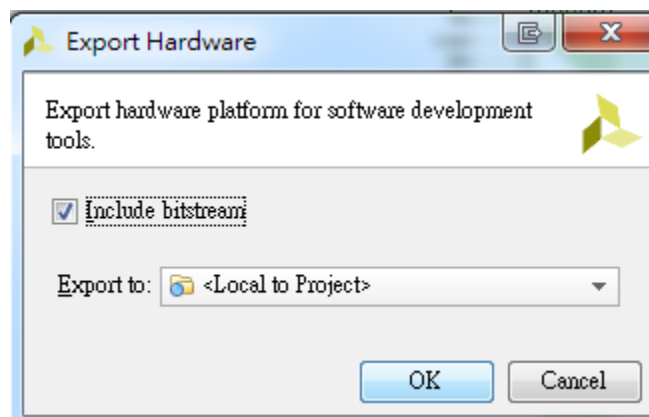 Export Hardware
Export hardware platform for software development
tools.
Include bitstream
Export to: <Local to Project>
OK Cancel